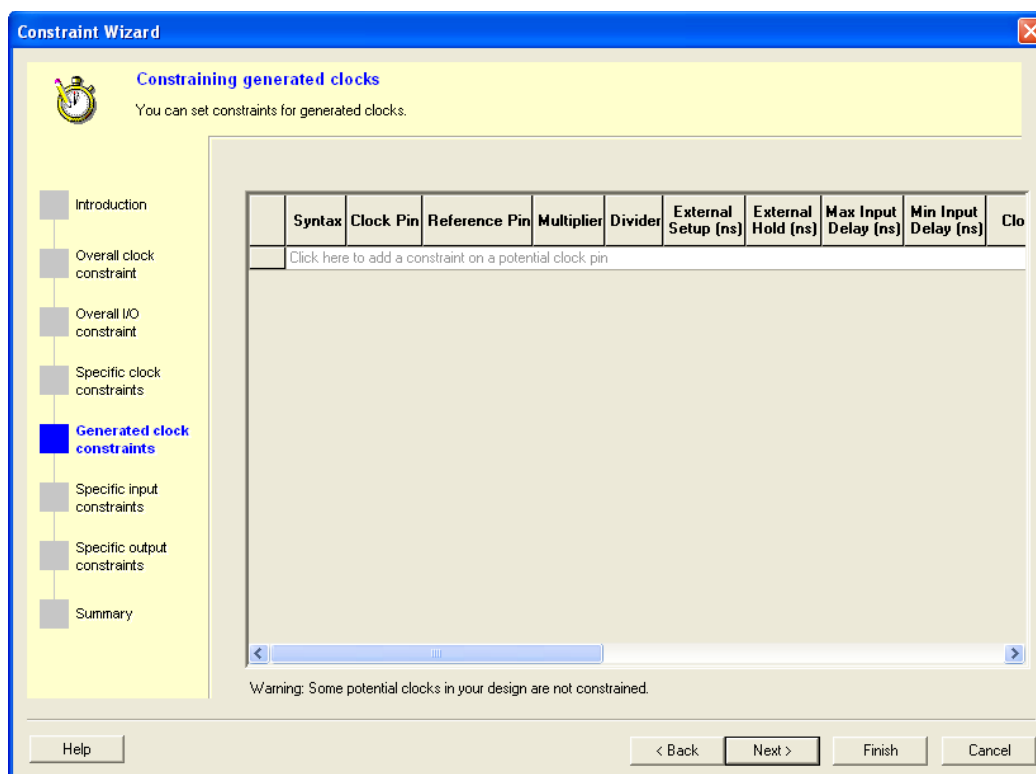 Constraint Wizard
Constraining generated clocks
You can set constraints for generated clocks.
Introduction
Overall clock
constraint
Overall I/O
constraint
Specific clock
constraints
Generated clock
constraints
Specific input
constraints
Specific output
constraints
Summary
Syntax Clock Pin Reference Pin Multiplier Divider External Setup (ns) External Hold (ns) Max Input Delay (ns) Min Input Delay (ns) Clo
Click here to add a constraint on a potential clock pin
Warning: Some potential clocks in your design are not constrained.
Help < Back Next > Finish Cancel